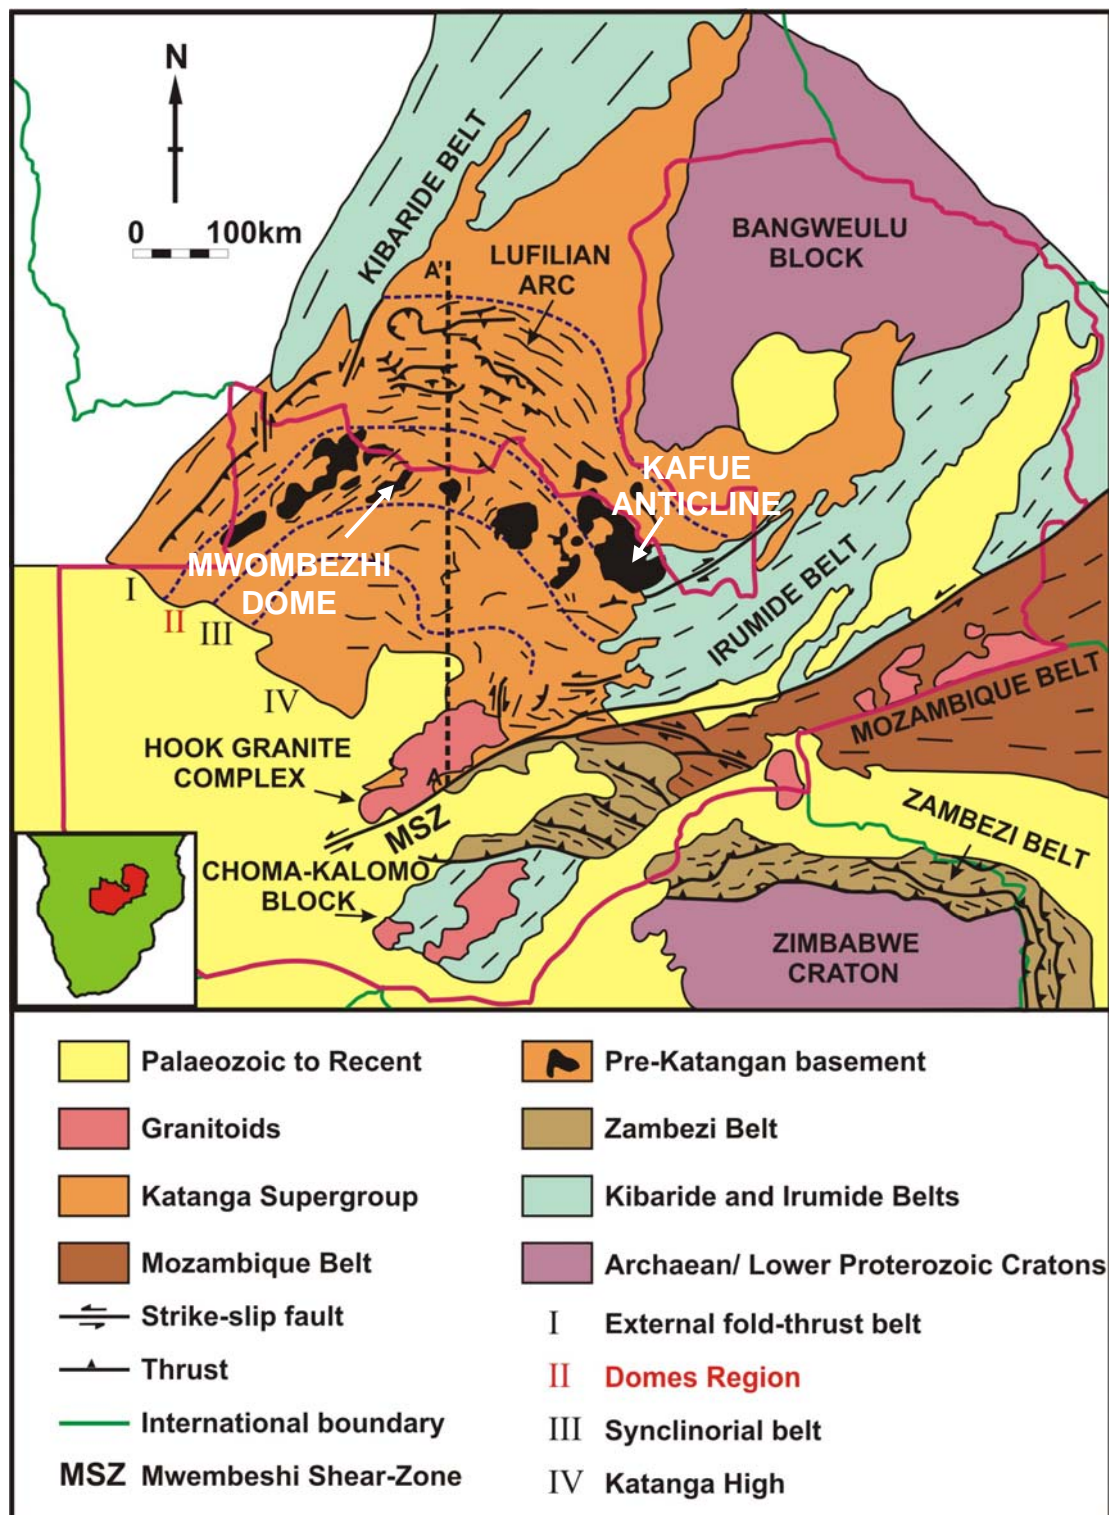 N
0 100km
KIBARIDE BELT
A'
LUFILIAN
ARC
BANGWEULU
BLOCK
KAFUE
ANTICLINE
MWOMBEZHI
DOME
I
II
III
IV
IRUMIDE BELT
MOZAMBIQUE BELT
HOOK GRANITE
COMPLEX
A
MSZ
ZAMBEZI BELT
CHOMA-KALOMO
BLOCK
ZIMBABWE
CRATON
Palaeozoic to Recent
Granitoids
Katanga Supergroup
Mozambique Belt
Strike-slip fault
Thrust
International boundary
MSZ Mwembeshi Shear-Zone
Pre-Katangan basement
Zambezi Belt
Kibaride and Irumide Belts
Archaean/ Lower Proterozoic Cratons
I External fold-thrust belt
II Domes Region
III Synclinorial belt
IV Katanga High